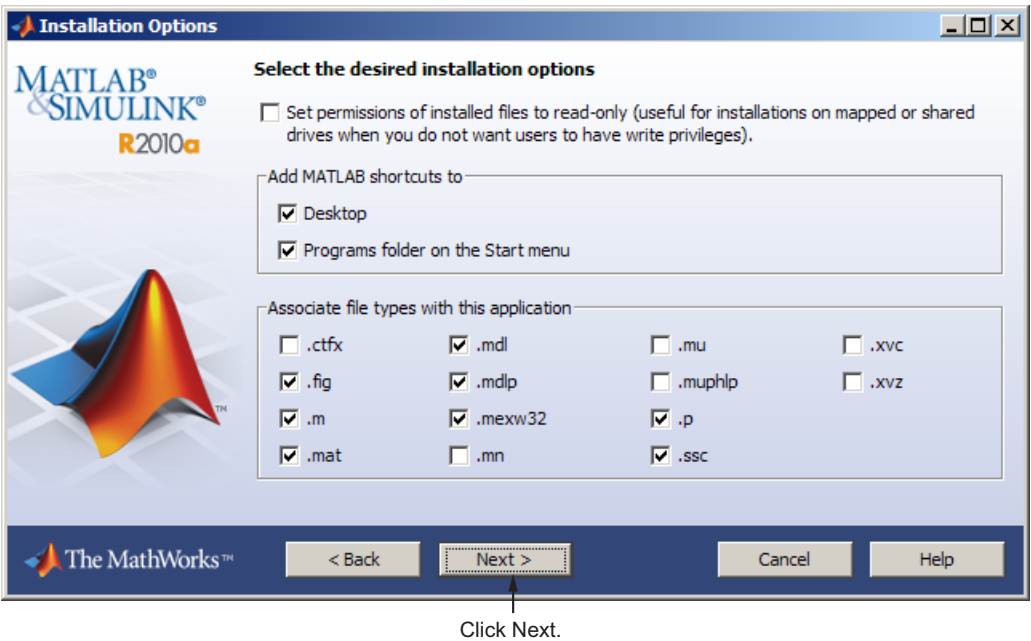 Installation Options
MATLAB®
&SIMULINK®
R2010a
Select the desired installation options
Set permissions of installed files to read-only (useful for installations on mapped or shared
drives when you do not want users to have write privileges).
Add MATLAB shortcuts to
Desktop
Programs folder on the Start menu
Associate file types with this application
.ctfx .mdl .mu .xvc
.fig .mdlp .muphlp .xvz
.m .mexw32 .p
.mat .mn .ssc
TM
The MathWorks™ < Back Next > Cancel Help
Click Next.